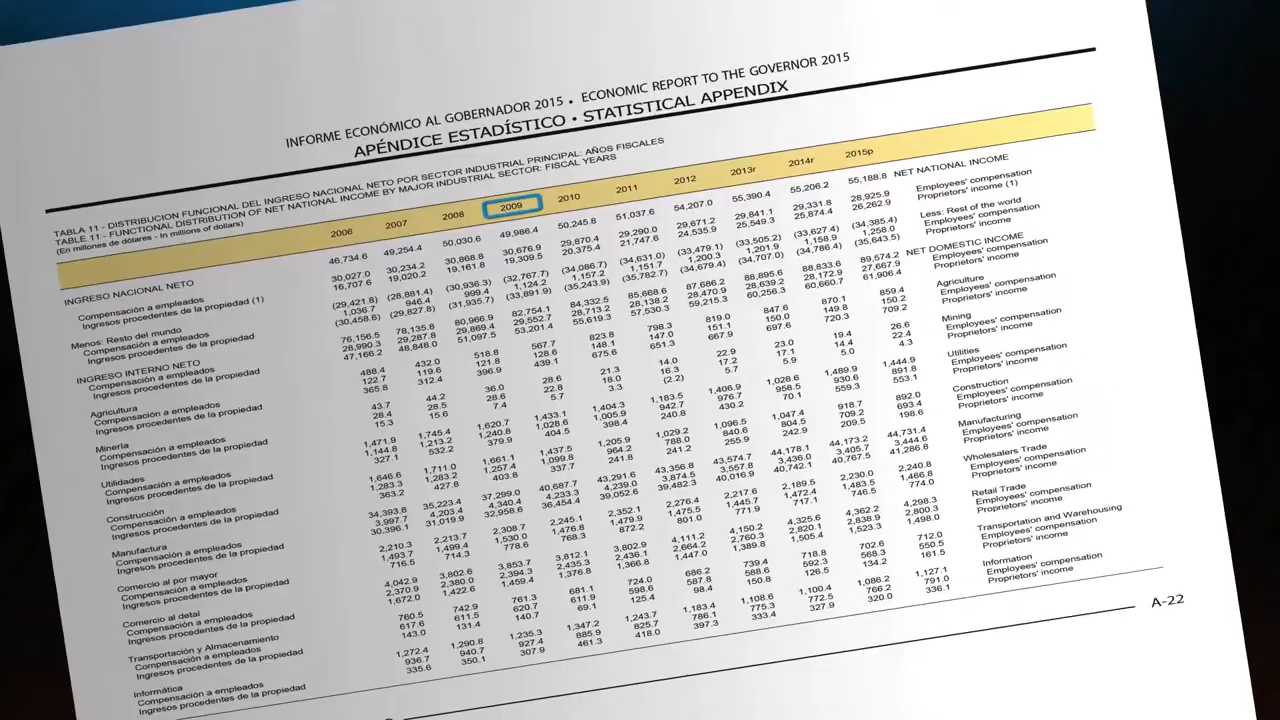 INFORME ECONÓMICO AL GOBERNADOR 2015 • ECONOMIC REPORT TO THE GOVERNOR 2015
APÉNDICE ESTADÍSTICO • STATISTICAL APPENDIX
TABLA 11 - DISTRIBUCION FUNCIONAL DEL INGRESO NACIONAL NETO POR SECTOR INDUSTRIAL PRINCIPAL: AÑOS FISCALES
TABLE 11 - FUNCTIONAL DISTRIBUTION OF NET NATIONAL INCOME BY MAJOR INDUSTRIAL SECTOR: FISCAL YEARS
(En millones de dólares - In millions of dollars)
2006 2007 2008 2009 2010 2011 2012 2013r 2014r 2015p
INGRESO NACIONAL NETO 46,734.6 49,254.4 50,030.6 49,986.4 50,245.8 51,037.6 54,207.0 55,390.4 55,206.2 55,188.8 NET NATIONAL INCOME
Compensación a empleados 30,027.0 30,234.2 30,868.8 30,676.9 29,870.4 29,290.0 29,671.2 29,841.1 29,331.8 28,925.9 Employees' compensation
Ingresos procedentes de propiedad (1) 16,707.6 19,020.2 19,161.8 19,309.5 20,375.4 21,747.6 24,535.9 25,549.3 25,874.4 26,262.9 Proprietors' income (1)
Menos: Resto del mundo (29,421.8) (28,881.4) (30,936.3) (32,767.7) (34,086.7) (34,631.0) (33,479.1) (33,505.2) (33,627.4) (34,385.4) Less: Rest of the world
Compensación a empleados 1,036.7 946.4 999.4 1,124.2 1,157.2 1,151.7 1,200.3 1,201.9 1,158.9 1,258.0 Employees' compensation
Ingresos procedentes de la propiedad (30,458.6) (29,827.8) (31,935.7) (33,891.9) (35,243.9) (35,782.7) (34,679.4) (34,707.0) (34,786.4) (35,643.5) Proprietors' income
INGRESO INTERNO NETO 76,156.5 78,135.8 80,966.9 82,754.1 84,332.5 85,668.6 87,686.2 88,895.6 88,833.6 89,574.2 NET DOMESTIC INCOME
Compensación a empleados 28,990.3 29,287.8 29,869.4 29,552.7 28,713.2 28,138.2 28,470.9 28,639.2 28,172.9 27,667.9 Employees' compensation
Ingresos procedentes de la propiedad 47,166.2 48,848.0 51,097.5 53,201.4 55,619.3 57,530.3 59,215.3 60,256.3 60,660.7 61,906.4 Proprietors' income
Agricultura 488.4 432.0 518.8 567.7 823.8 798.3 819.0 847.6 870.1 859.4 Agriculture
Compensación a empleados 122.7 119.6 121.8 128.6 148.1 147.0 151.1 150.0 149.8 150.2 Employees' compensation
Ingresos procedentes de la propiedad 365.8 312.4 396.9 439.1 675.6 651.3 667.9 697.6 720.3 709.2 Proprietors' income
Minería 43.7 44.2 36.0 28.6 21.3 14.0 22.9 23.0 19.4 26.6 Mining
Compensación a empleados 28.4 28.5 28.6 22.8 18.0 16.3 17.2 17.1 14.4 22.4 Employees' compensation
Ingresos procedentes de la propiedad 15.3 15.6 7.4 5.7 3.3 (2.2) 5.7 5.9 5.0 4.3 Proprietors' income
Utilidades 1,471.9 1,745.4 1,620.7 1,433.1 1,404.3 1,183.5 1,406.9 1,028.6 1,489.9 1,444.9 Utilities
Compensación a empleados 1,144.8 1,213.2 1,240.8 1,028.6 1,005.9 942.7 976.7 958.5 930.6 891.8 Employees' compensation
Ingresos procedentes de la propiedad 327.1 532.2 379.9 404.5 398.4 240.8 430.2 70.1 559.3 553.1 Proprietors' income
Construcción 1,646.6 1,711.0 1,661.1 1,437.5 1,205.9 1,029.2 1,096.5 1,047.4 918.7 892.0 Construction
Compensación a empleados 1,283.3 1,283.2 1,257.4 1,099.8 964.2 788.0 840.6 804.5 709.2 693.4 Employees' compensation
Ingresos procedentes de la propiedad 363.2 427.8 403.8 337.7 241.8 241.2 255.9 242.9 209.5 198.6 Proprietors' income
Manufactura 34,393.8 35,223.4 37,299.0 40,687.7 43,291.6 43,356.8 43,574.7 44,178.1 44,173.2 44,731.4 Manufacturing
Compensación a empleados 3,997.7 4,203.4 4,340.4 4,233.3 4,239.0 3,874.5 3,557.8 3,436.0 3,405.7 3,444.6 Employees' compensation
Ingresos procedentes de la propiedad 30,396.1 31,019.9 32,958.6 36,454.4 39,052.6 39,482.3 40,016.9 40,742.1 40,767.5 41,286.8 Proprietors' income
Comercio al por mayor 2,210.3 2,213.7 2,308.7 2,245.1 2,352.1 2,276.4 2,217.6 2,189.5 2,230.0 2,240.8 Wholesalers Trade
Compensación a empleados 1,493.7 1,499.4 1,530.0 1,476.8 1,479.9 1,475.5 1,445.7 1,472.4 1,483.5 1,466.8 Employees' compensation
Ingresos procedentes de la propiedad 716.5 714.3 778.6 768.3 872.2 801.0 771.9 717.1 746.5 774.0 Proprietors' income
Comercio al detal 4,042.9 3,802.6 3,853.7 3,812.1 3,802.9 4,111.2 4,150.2 4,325.6 4,362.2 4,298.3 Retail Trade
Compensación a empleados 2,370.9 2,380.0 2,394.3 2,435.3 2,436.1 2,664.2 2,760.3 2,820.1 2,838.9 2,800.3 Employees' compensation
Ingresos procedentes de la propiedad 1,672.0 1,422.6 1,459.4 1,376.8 1,366.8 1,447.0 1,389.8 1,505.4 1,523.3 1,498.0 Proprietors' income
Transportación y Almacenamiento 760.5 742.9 761.3 681.1 724.0 686.2 739.4 718.8 702.6 712.0 Transportation and Warehousing
Compensación a empleados 617.6 611.5 620.7 611.9 598.6 587.8 588.6 592.3 568.3 550.5 Employees' compensation
Ingresos procedentes de la propiedad 143.0 131.4 140.7 69.1 125.4 98.4 150.8 126.5 134.2 161.5 Proprietors' income
Informática 1,272.4 1,290.8 1,235.3 1,347.2 1,243.7 1,183.4 1,108.6 1,100.4 1,086.2 1,127.1 Information
Compensación a empleados 936.7 940.7 927.4 885.9 825.7 786.1 775.3 772.5 766.2 791.0 Employees' compensation
Ingresos procedentes de la propiedad 335.6 350.1 307.9 461.3 418.0 397.3 333.4 327.9 320.0 336.1 Proprietors' income
A-22